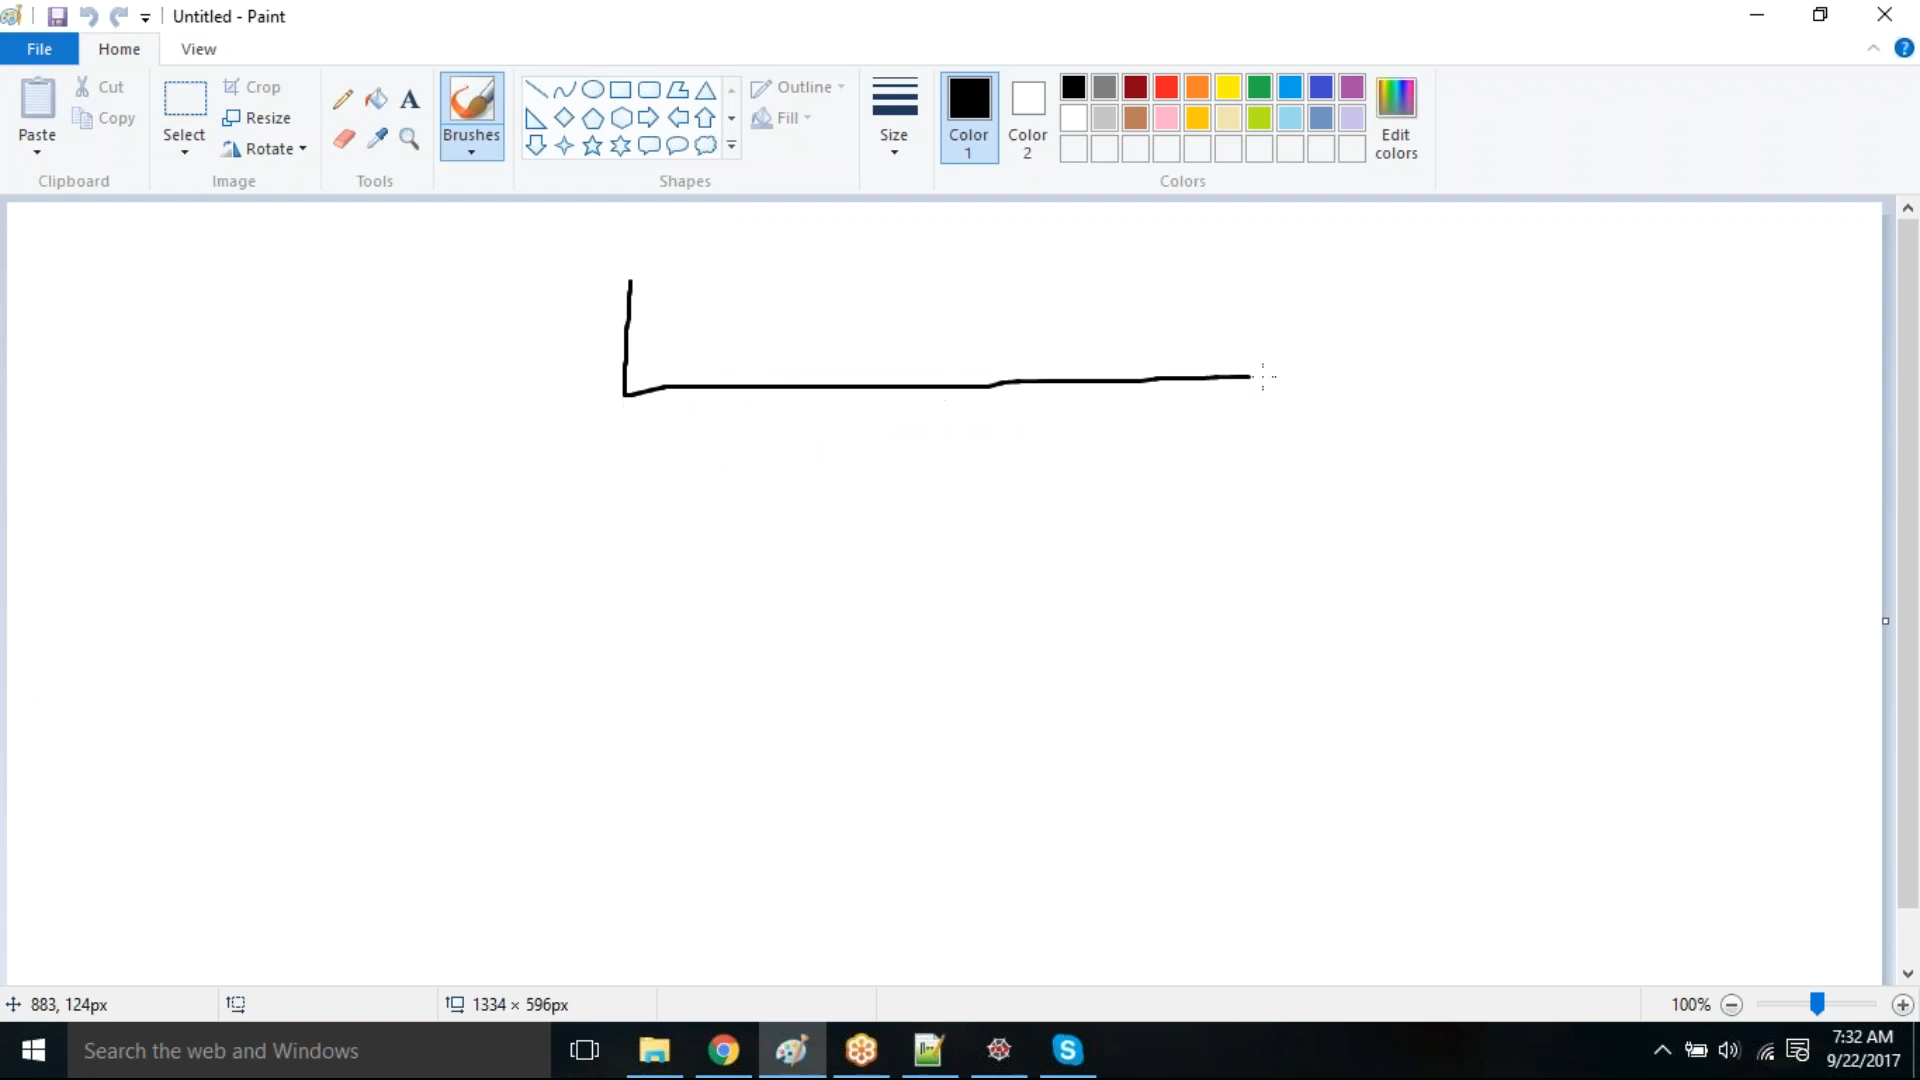 Untitled - Paint
File Home View
Paste Cut Copy Select Crop Resize Rotate Brushes Outline Fill Size Color 1 Color 2 Edit colors
Clipboard Image Tools Shapes Colors
883, 124px 1334 × 596px 100%
Search the web and Windows 7:32 AM
9/22/2017